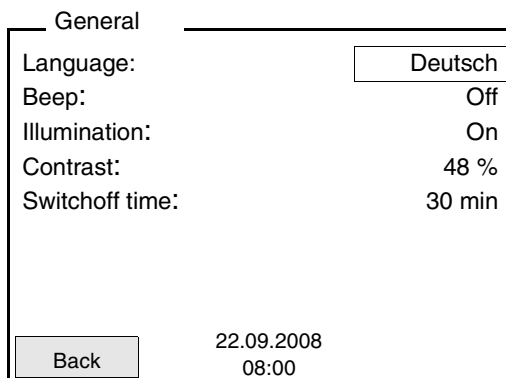 General
Language: Deutsch
Beep: Off
Illumination: On
Contrast: 48 %
Switchoff time: 30 min
22.09.2008
Back 08:00